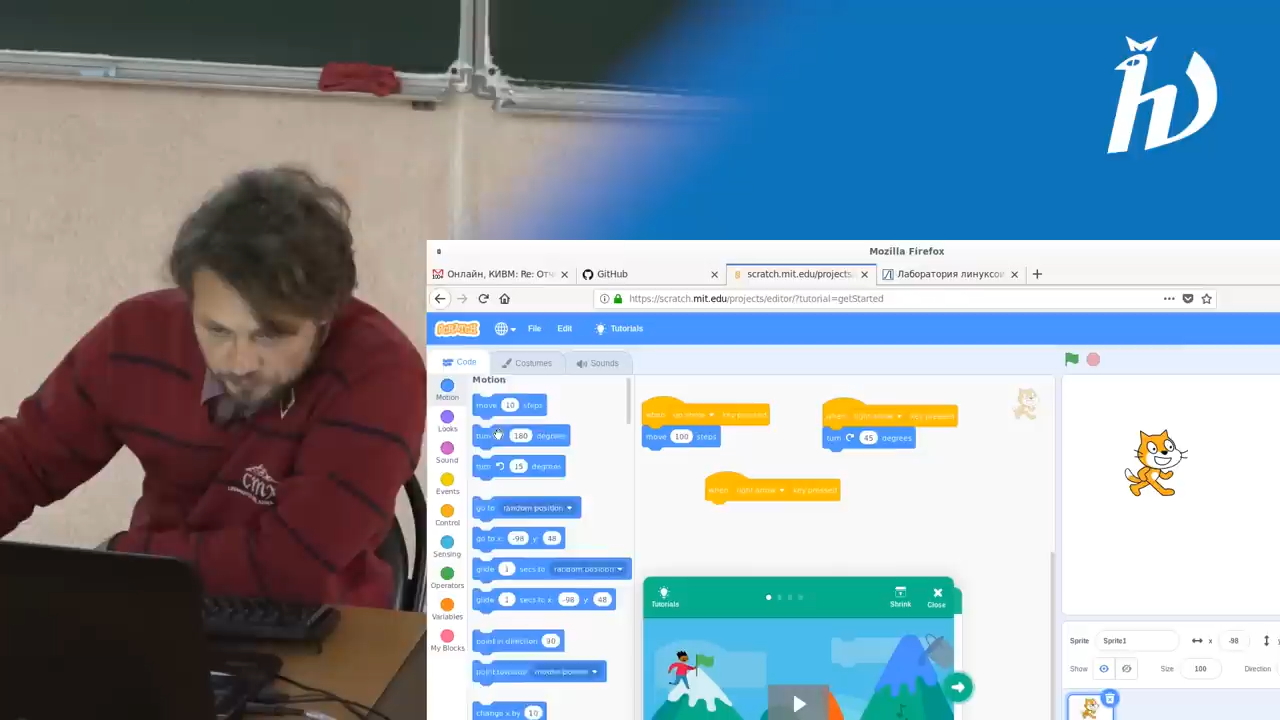 Mozilla Firefox
Онлайн, КИВМ: Re: Отч
GitHub
scratch.mit.edu/projects.
Лаборатория линуксои
https://scratch.mit.edu/projects/editor/?tutorial=getStarted
SCRATCH
File
Edit
Tutorials
Code
Costumes
Sounds
Motion
Looks
Sound
Events
Control
Sensing
Operators
Variables
My Blocks
Motion
move 10 steps
turn 180 degrees
turn 15 degrees
go to random position
go to x: -98 y: 48
glide 1 secs to random position
glide 1 secs to x: -98 y: 48
point in direction 90
point towards
change x by 10
when key pressed
move 100 steps
when right arrow key pressed
turn 45 degrees
when right arrow key pressed
Tutorials
Shrink
Close
Sprite
Sprite1
x
-98
Show
Size
100
Direction